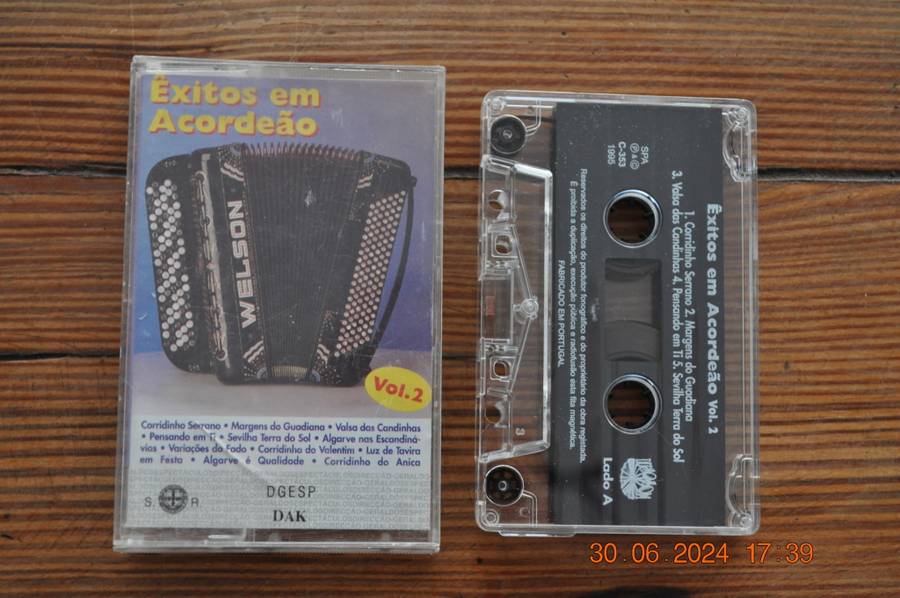 Êxitos em
Acordeão
WELSON
Vol.2
Corridinho Serrano • Margens do Guadiana • Valsa das Candinhas
• Pensando em Ti • Sevilha Terra do Sol • Algarve nas Escandiná-
vias • Variações do Fado • Corridinho do Valentim • Luz de Tavira
em Festa • Algarve e Qualidade • Corridinho do Anica
S. R
DGESP
DAK
Êxitos em Acordeão Vol. 2
1. Corridinho Serrano 2. Margens do Guadiana
3. Valsa das Candinhas 4. Pensando em Ti 5. Sevilha Terra do Sol
SPA
Ⓟ & ©
C-353
1995
Lado A
Reservados os direitos do produtor fonográfico e do proprietário da obra registada.
É proibida a duplicação, execução pública e radiodifusão esta fita magnética.
FABRICADO EM PORTUGAL
30.06.2024 17:39